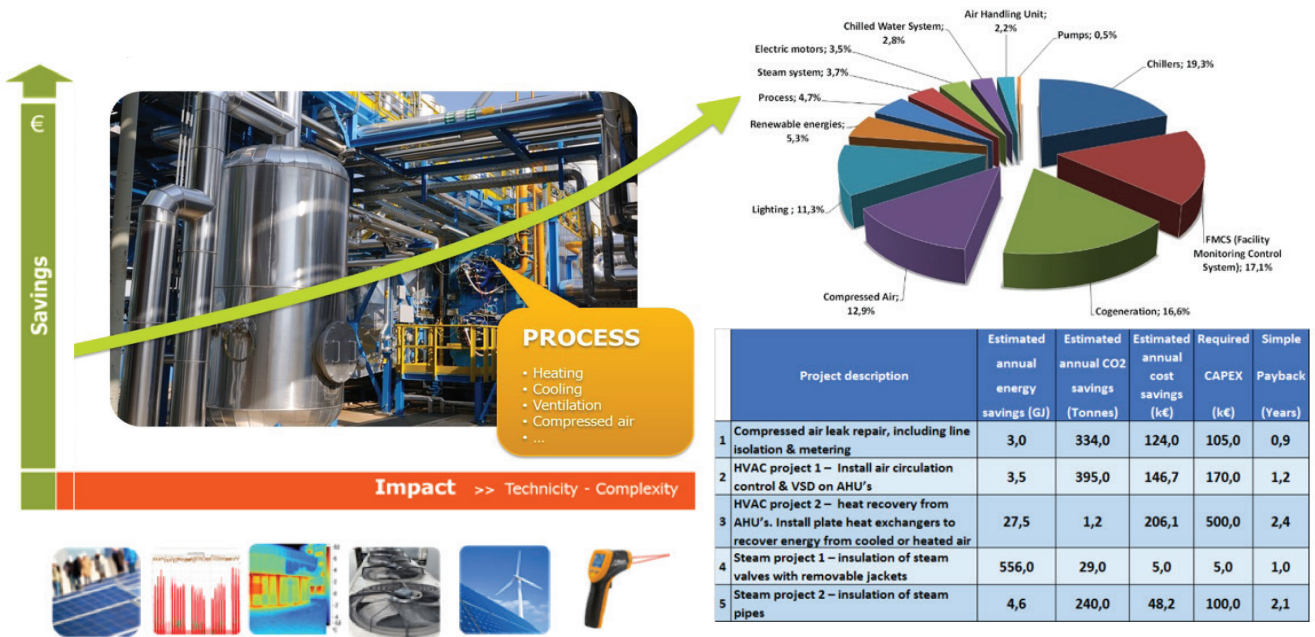 €
Savings
PROCESS
• Heating
• Cooling
• Ventilation
• Compressed air
• ...
Impact >> Technicity - Complexity
Air Handling Unit;
2,2%
Chilled Water System;
2,8%
Pumps; 0,5%
Electric motors; 3,5%
Chillers; 19,3%
Steam system; 3,7%
Process; 4,7%
Renewable energies;
5,3%
Lighting ; 11,3%
FMCS (Facility
Monitoring Control
System); 17,1%
Compressed Air;
12,9%
Cogeneration; 16,6%
Project description
Estimated
annual
energy
savings (GJ)
Estimated
annual CO2
savings
(Tonnes)
Estimated
annual
cost
savings
(k€)
Required
CAPEX
(k€)
Simple
Payback
(Years)
1 Compressed air leak repair, including line
isolation & metering
3,0 334,0 124,0 105,0 0,9
2 HVAC project 1 – Install air circulation
control & VSD on AHU's
3,5 395,0 146,7 170,0 1,2
3 HVAC project 2 – heat recovery from
AHU's. Install plate heat exchangers to
recover energy from cooled or heated air
27,5 1,2 206,1 500,0 2,4
4 Steam project 1 – insulation of steam
valves with removable jackets
556,0 29,0 5,0 5,0 1,0
5 Steam project 2 – insulation of steam
pipes
4,6 240,0 48,2 100,0 2,1